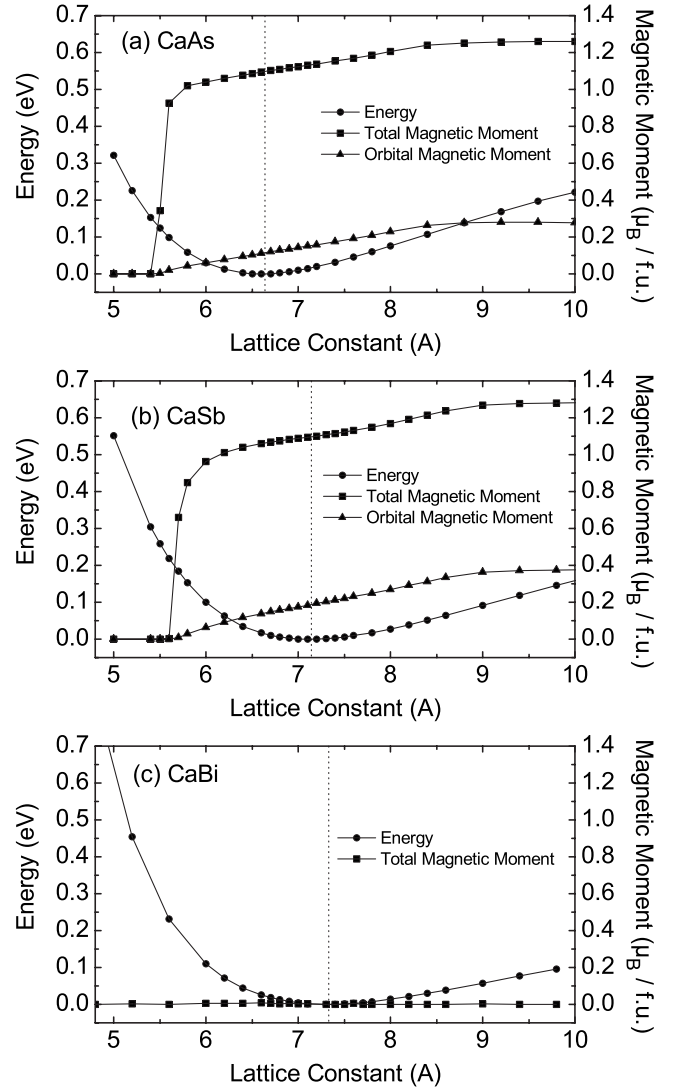 (a) CaAs
Energy
Total Magnetic Moment
Orbital Magnetic Moment
Energy (eV)
0.7
0.6
0.5
0.4
0.3
0.2
0.1
0.0
Magnetic Moment (μB / f.u.)
1.4
1.2
1.0
0.8
0.6
0.4
0.2
0.0
5 6 7 8 9 10
Lattice Constant (A)
(b) CaSb
Energy
Total Magnetic Moment
Orbital Magnetic Moment
Energy (eV)
0.7
0.6
0.5
0.4
0.3
0.2
0.1
0.0
Magnetic Moment (μB / f.u.)
1.4
1.2
1.0
0.8
0.6
0.4
0.2
0.0
5 6 7 8 9 10
Lattice Constant (A)
(c) CaBi
Energy
Total Magnetic Moment
Energy (eV)
0.7
0.6
0.5
0.4
0.3
0.2
0.1
0.0
Magnetic Moment (μB / f.u.)
1.4
1.2
1.0
0.8
0.6
0.4
0.2
0.0
5 6 7 8 9 10
Lattice Constant (A)